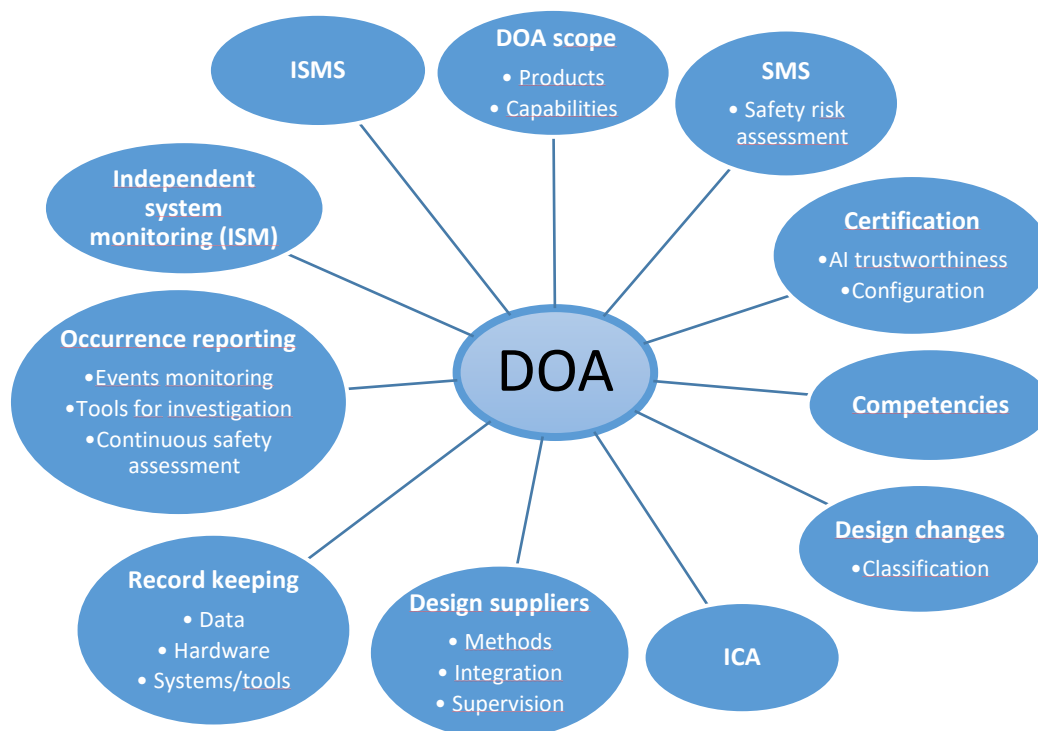 ISMS
DOA scope
• Products
• Capabilities
SMS
• Safety risk
assessment
Independent
system
monitoring (ISM)
Certification
•AI trustworthiness
•Configuration
Occurrence reporting
•Events monitoring
•Tools for investigation
•Continuous safety
assessment
DOA
Competencies
Design changes
•Classification
Record keeping
• Data
• Hardware
• Systems/tools
Design suppliers
• Methods
• Integration
• Supervision
ICA